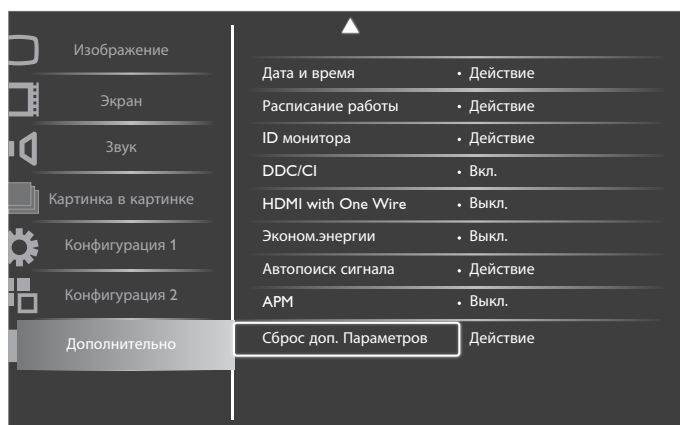 Изображение
Экран
Звук
Картинка в картинке
Конфигурация 1
Конфигурация 2
Дополнительно
Дата и время • Действие
Расписание работы • Действие
ID монитора • Действие
DDC/CI • Вкл.
HDMI with One Wire • Выкл.
Эконом.энергии • Выкл.
Автопоиск сигнала • Действие
APM • Выкл.
Сброс доп. Параметров Действие